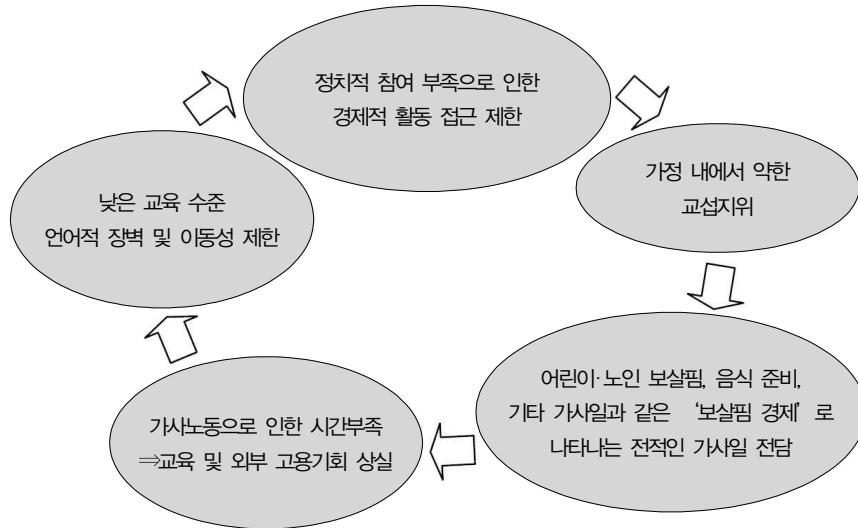 정치적 참여 부족으로 인한
경제적 활동 접근 제한
가정 내에서 약한
교섭지위
어린이·노인 보살핌, 음식 준비,
기타 가사일과 같은 ‘보살핌 경제’로
나타나는 전적인 가사일 전담
가사노동으로 인한 시간부족
⇒교육 및 외부 고용기회 상실
낮은 교육 수준
언어적 장벽 및 이동성 제한